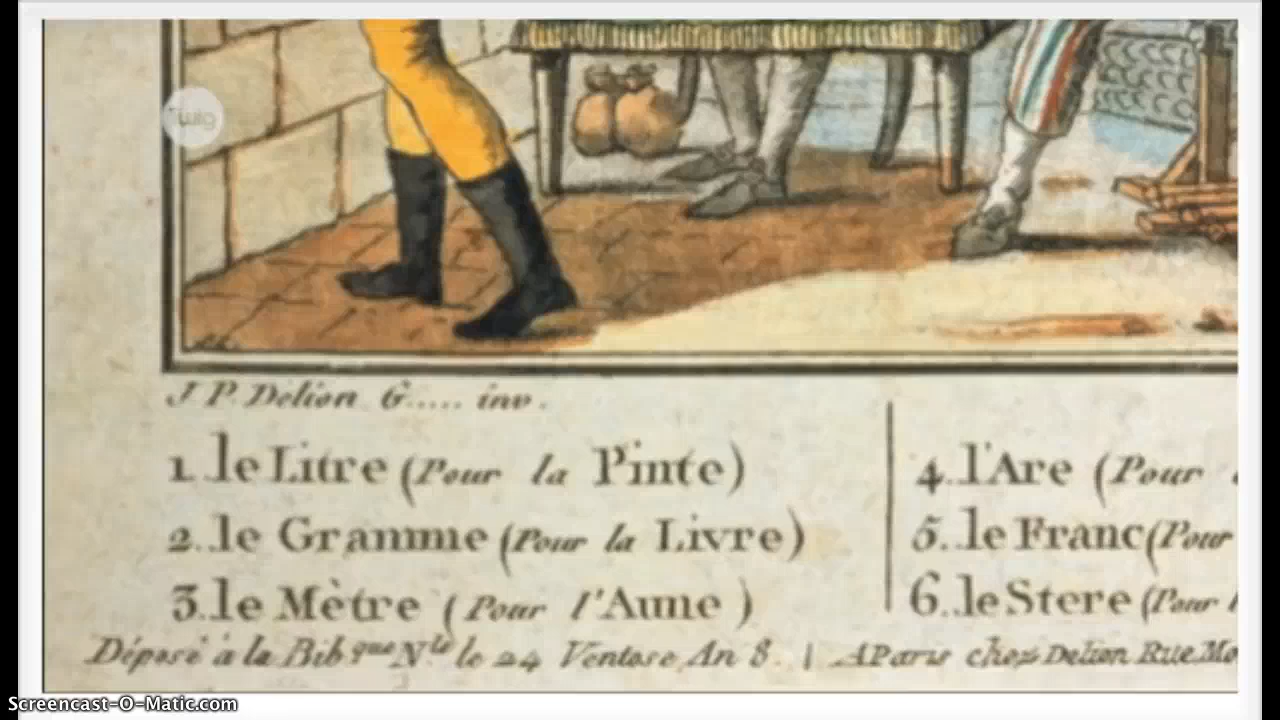 Twig
J P. Delion G..... inv.
1..le Litre (Pour la Pinte)
2..le Gramme (Pour la Livre)
3..le Mètre (Pour l'Aune)
4..l'Are (Pour
5..le Franc (Pour
6..le Stere (Pour
Déposé à la Bibque Nle le 24 Ventose An 8. | A Paris chez Delion Rue
Screencast-O-Matic.com